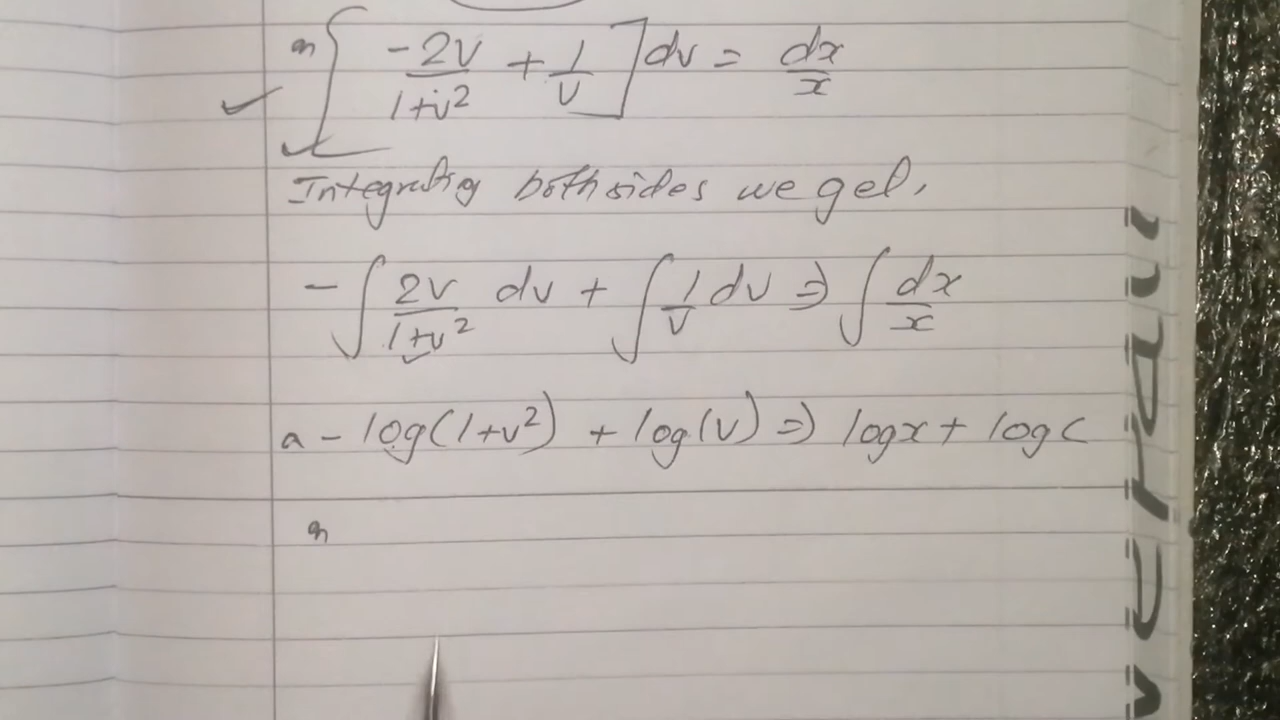 [ -2v/1+v² + 1/v ] dv = dx/x
Integrating both sides we get,
- ∫ 2v/1+v² dv + ∫ 1/v dv ⇒ ∫ dx/x
- log(1+v²) + log(v) ⇒ logx + log c